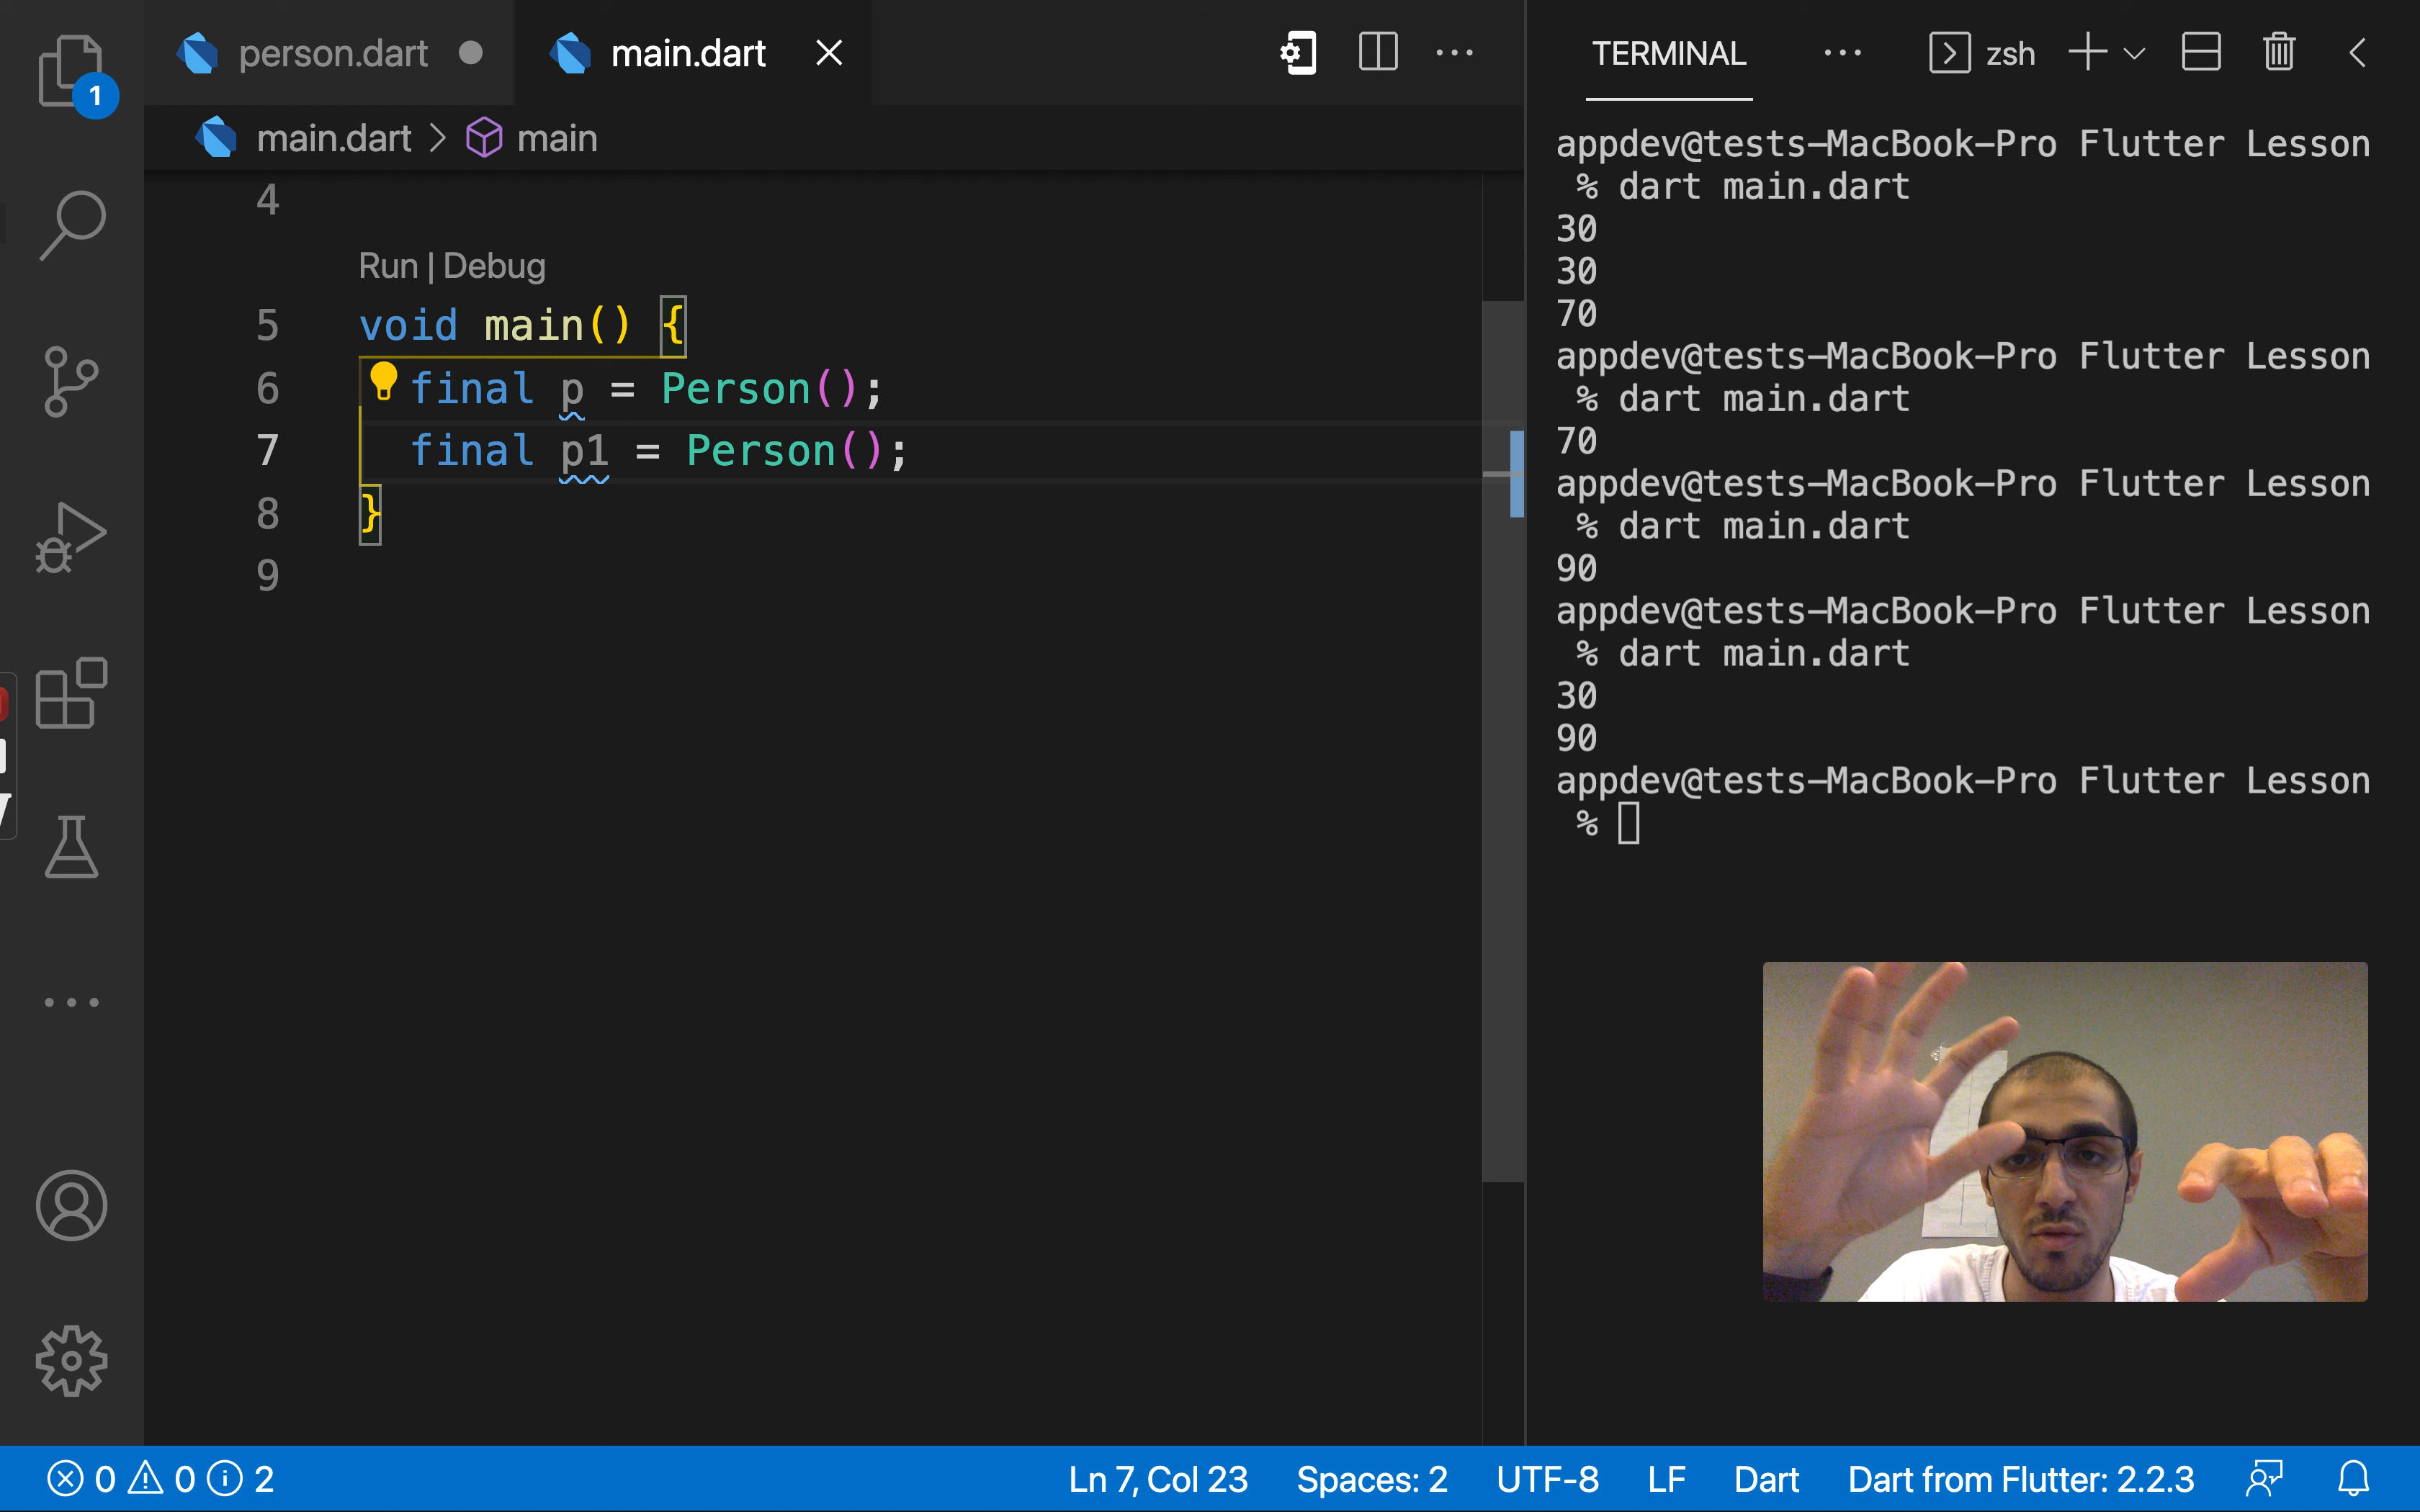 1
person.dart
main.dart
main.dart > main
4
Run | Debug
5 void main() {
6 final p = Person();
7 final p1 = Person();
8 }
9
TERMINAL
zsh
appdev@tests-MacBook-Pro Flutter Lesson
% dart main.dart
30
30
70
appdev@tests-MacBook-Pro Flutter Lesson
% dart main.dart
70
appdev@tests-MacBook-Pro Flutter Lesson
% dart main.dart
90
appdev@tests-MacBook-Pro Flutter Lesson
% dart main.dart
30
90
appdev@tests-MacBook-Pro Flutter Lesson
%
0 0 2
Ln 7, Col 23
Spaces: 2
UTF-8
LF
Dart
Dart from Flutter: 2.2.3